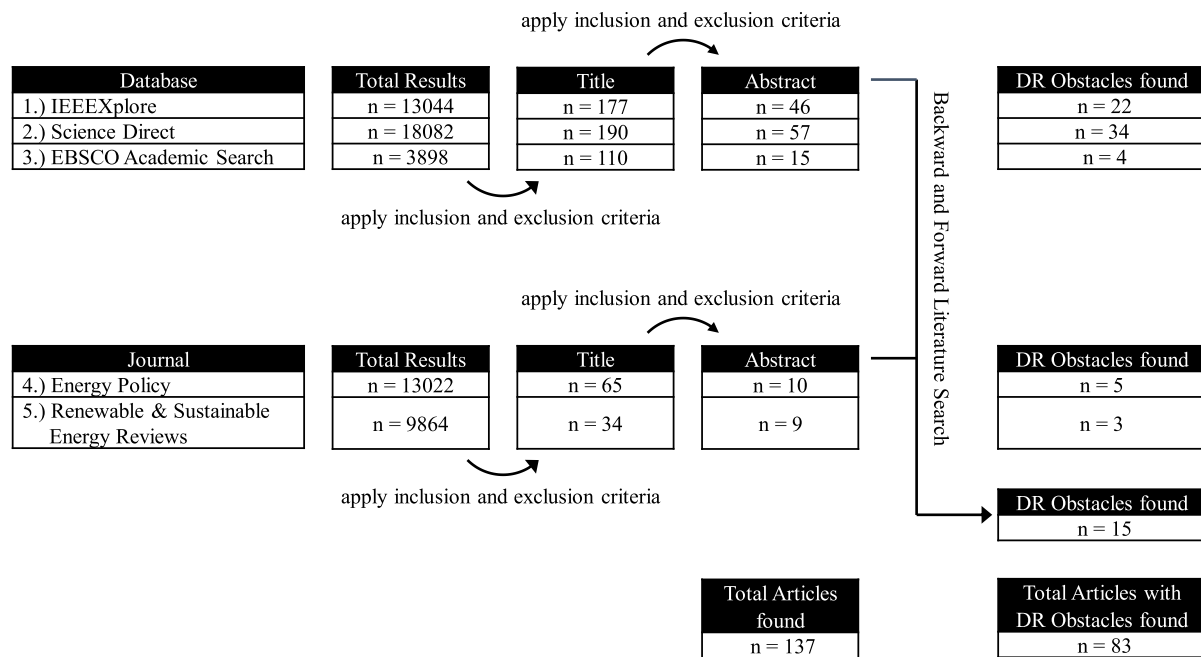 apply inclusion and exclusion criteria
Database Total Results Title Abstract DR Obstacles found
1.) IEEEXplore n = 13044 n = 177 n = 46 n = 22
2.) Science Direct n = 18082 n = 190 n = 57 n = 34
3.) EBSCO Academic Search n = 3898 n = 110 n = 15 n = 4
apply inclusion and exclusion criteria
Backward and Forward Literature Search
apply inclusion and exclusion criteria
Journal Total Results Title Abstract DR Obstacles found
4.) Energy Policy n = 13022 n = 65 n = 10 n = 5
5.) Renewable & Sustainable
Energy Reviews n = 9864 n = 34 n = 9 n = 3
apply inclusion and exclusion criteria
DR Obstacles found
n = 15
Total Articles
found
n = 137
Total Articles with
DR Obstacles found
n = 83